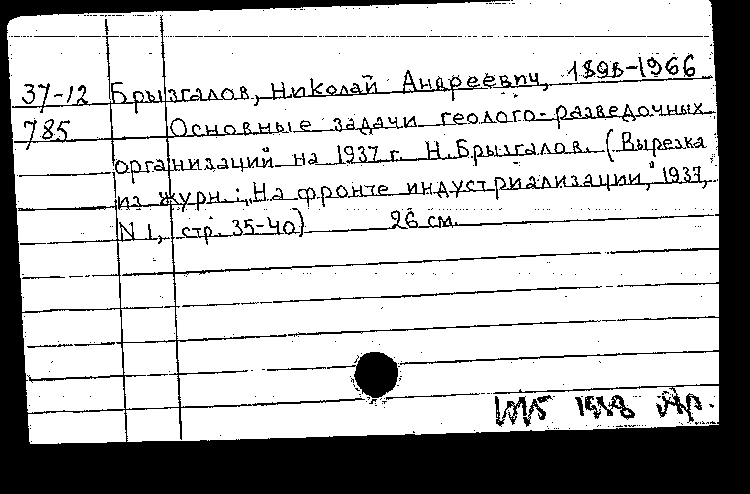 37-12 Брызгалов, Николай Андреевич, 1898-1966
785 Основные задачи геолого-разведочных
организаций на 1937 г. Н. Брызгалов. (Вырезка
из журн.: „На фронте индустриализации," 1937,
N 1, стр. 35-40) 26 см.